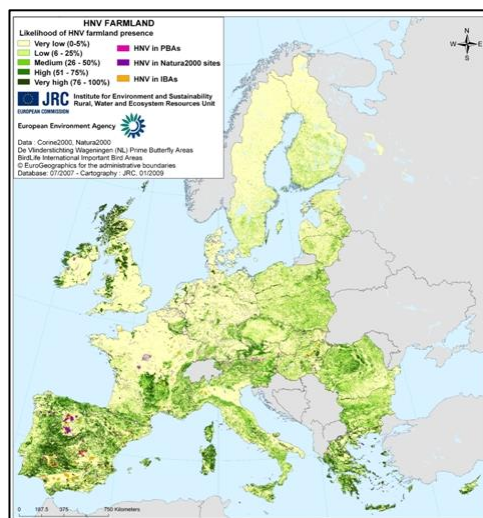 HNV FARMLAND
Likelihood of HNV farmland presence
Very low (0-5%)
Low (6 - 25%)
Medium (26 - 50%)
High (51 - 75%)
Very high (76 - 100%)
HNV in PBAs
HNV in Natura2000 sites
HNV in IBAs
JRC
EUROPEAN COMMISSION
Institute for Environment and Sustainability
Rural, Water and Ecosystem Resources Unit
European Environment Agency
Data : Corine2000, Natura2000
De Vlinderstichting Wageningen (NL) Prime Butterfly Areas
BirdLife International Important Bird Areas
© EuroGeographics for the administrative boundaries
Database: 07/2007 - Cartography : JRC, 01/2009
N
W
E
S
0 187.5 375 750 Kilometers